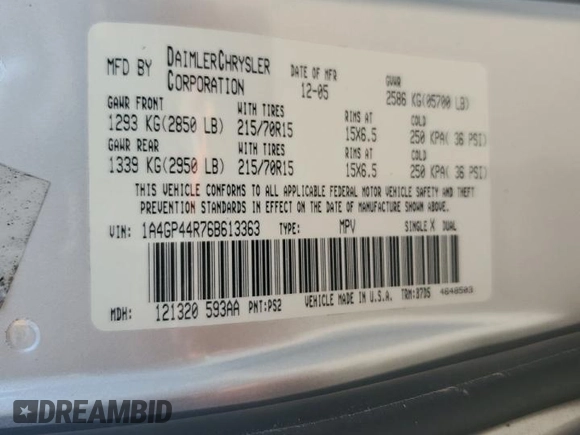 MFD BY DAIMLERCHRYSLER CORPORATION DATE OF MFR 12-05 GVWR 2586 KG(05700 LB)
GAWR FRONT WITH TIRES RIMS AT COLD
1293 KG(2850 LB) 215/70R15 15X6.5 250 KPA( 36 PSI)
GAWR REAR WITH TIRES RIMS AT COLD
1339 KG(2950 LB) 215/70R15 15X6.5 250 KPA( 36 PSI)
THIS VEHICLE CONFORMS TO ALL APPLICABLE FEDERAL MOTOR VEHICLE SAFETY AND THEFT
PREVENTION STANDARDS IN EFFECT ON THE DATE OF MANUFACTURE SHOWN ABOVE.
VIN: 1A4GP44R76B613363 TYPE: MPV SINGLE X DUAL
MDH: 121320 593AA PNT:PS2 VEHICLE MADE IN U.S.A. TRM:B7D5 4648503
DREAMBID